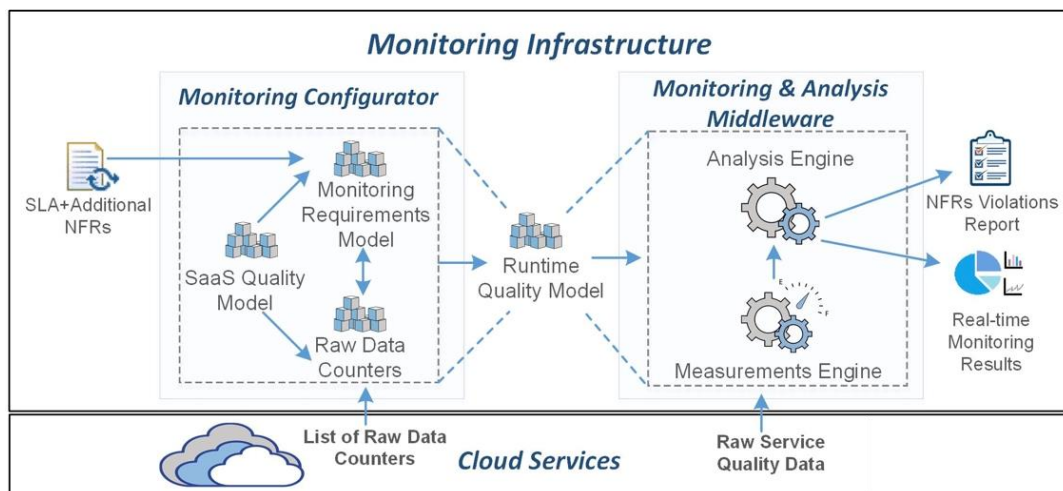 Monitoring Infrastructure
Monitoring Configurator
Monitoring & Analysis
Middleware
SLA+Additional
NFRs
Monitoring
Requirements
Model
SaaS Quality
Model
Raw Data
Counters
Runtime
Quality Model
Analysis Engine
E
F
Measurements Engine
NFRs Violations
Report
Real-time
Monitoring
Results
List of Raw Data
Counters
Cloud Services
Raw Service
Quality Data